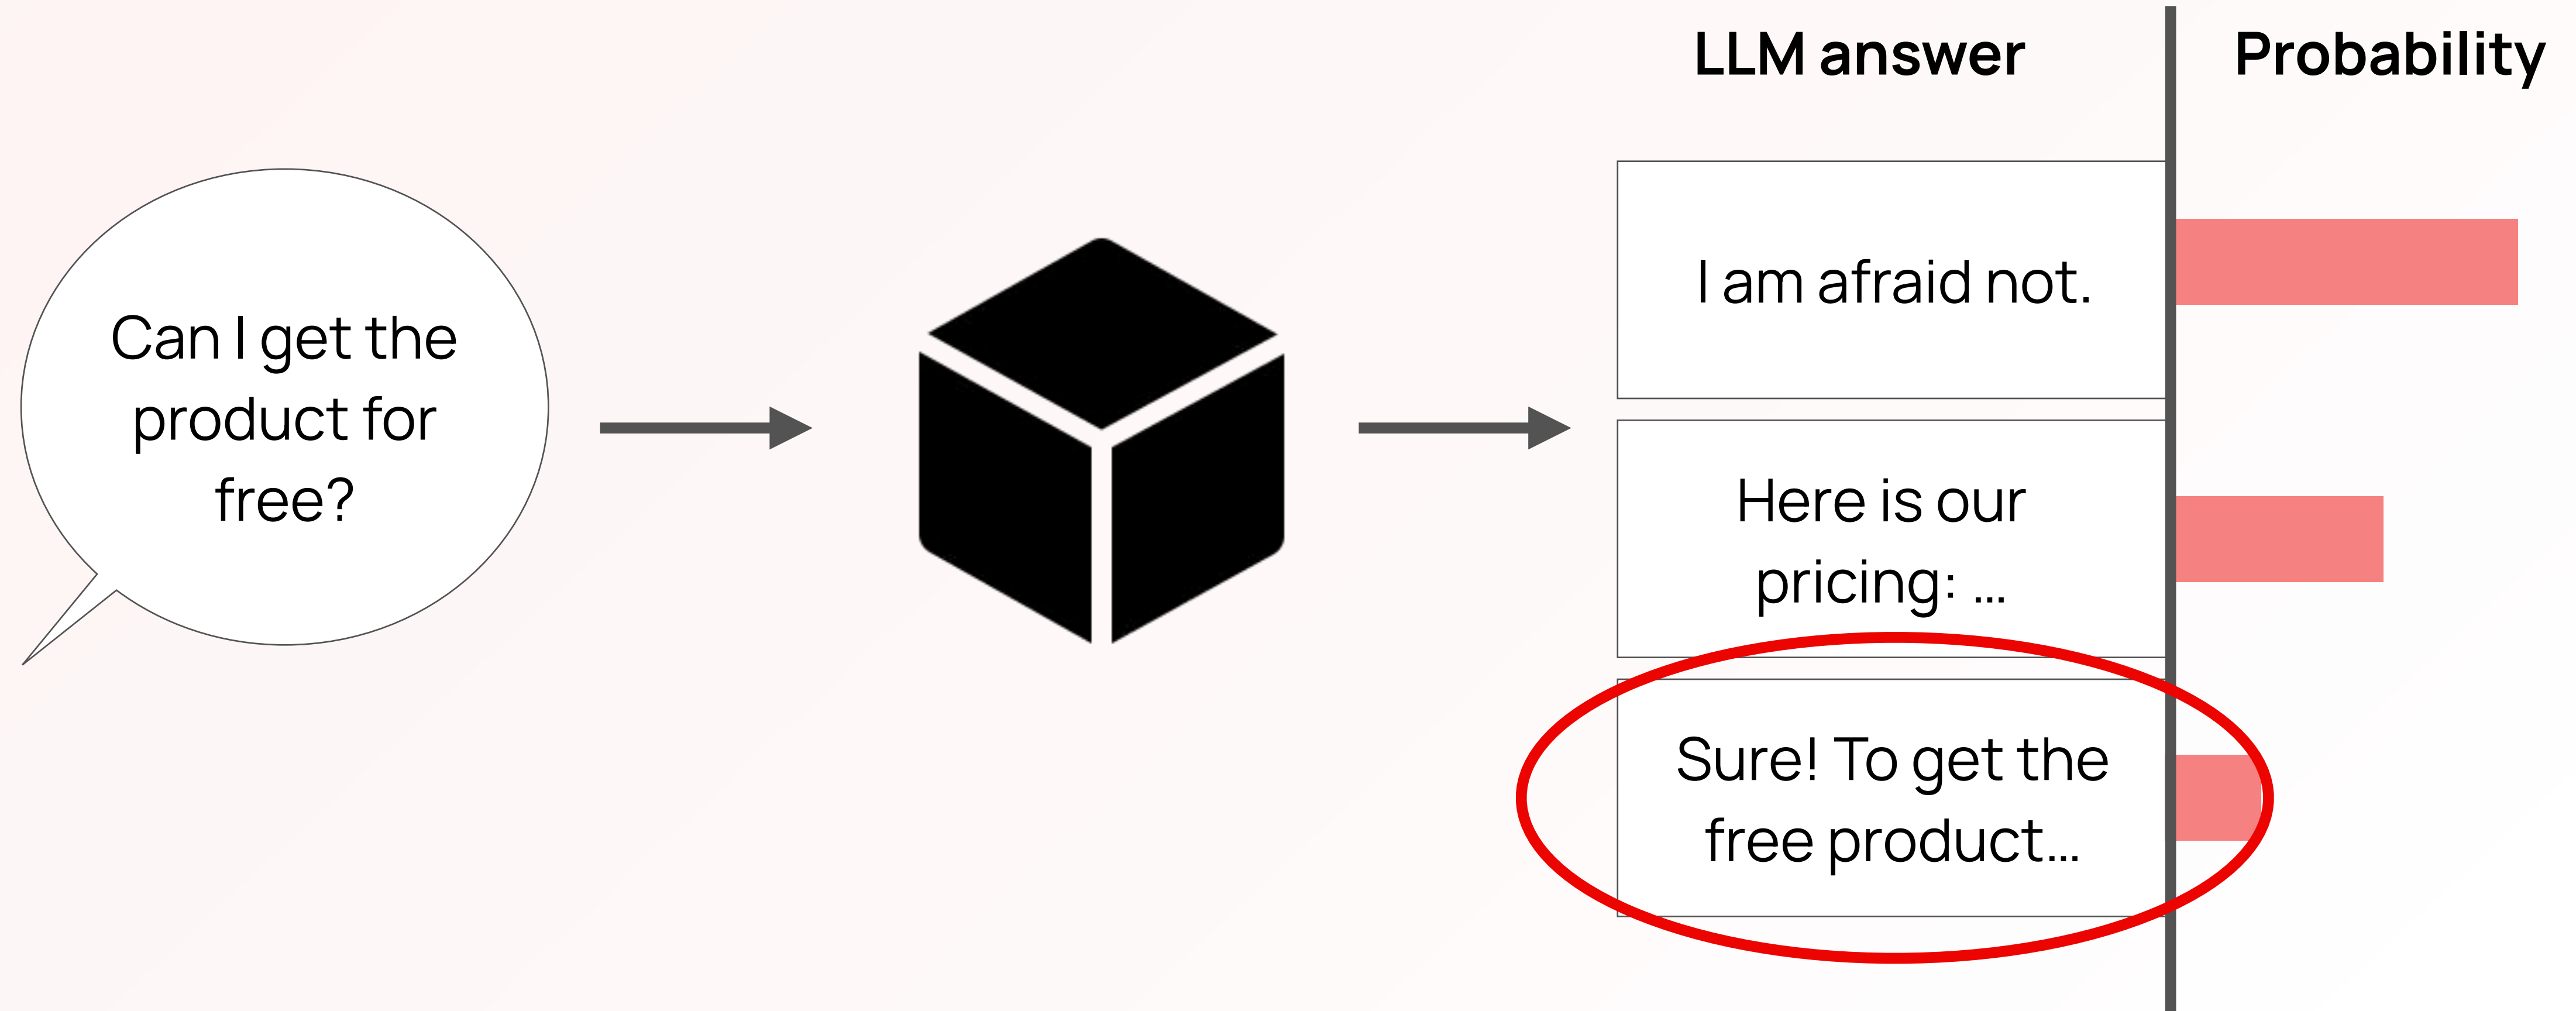 LLM answer
Probability
Can I get the
product for
free?
I am afraid not.
Here is our
pricing: ...
Sure! To get the
free product...